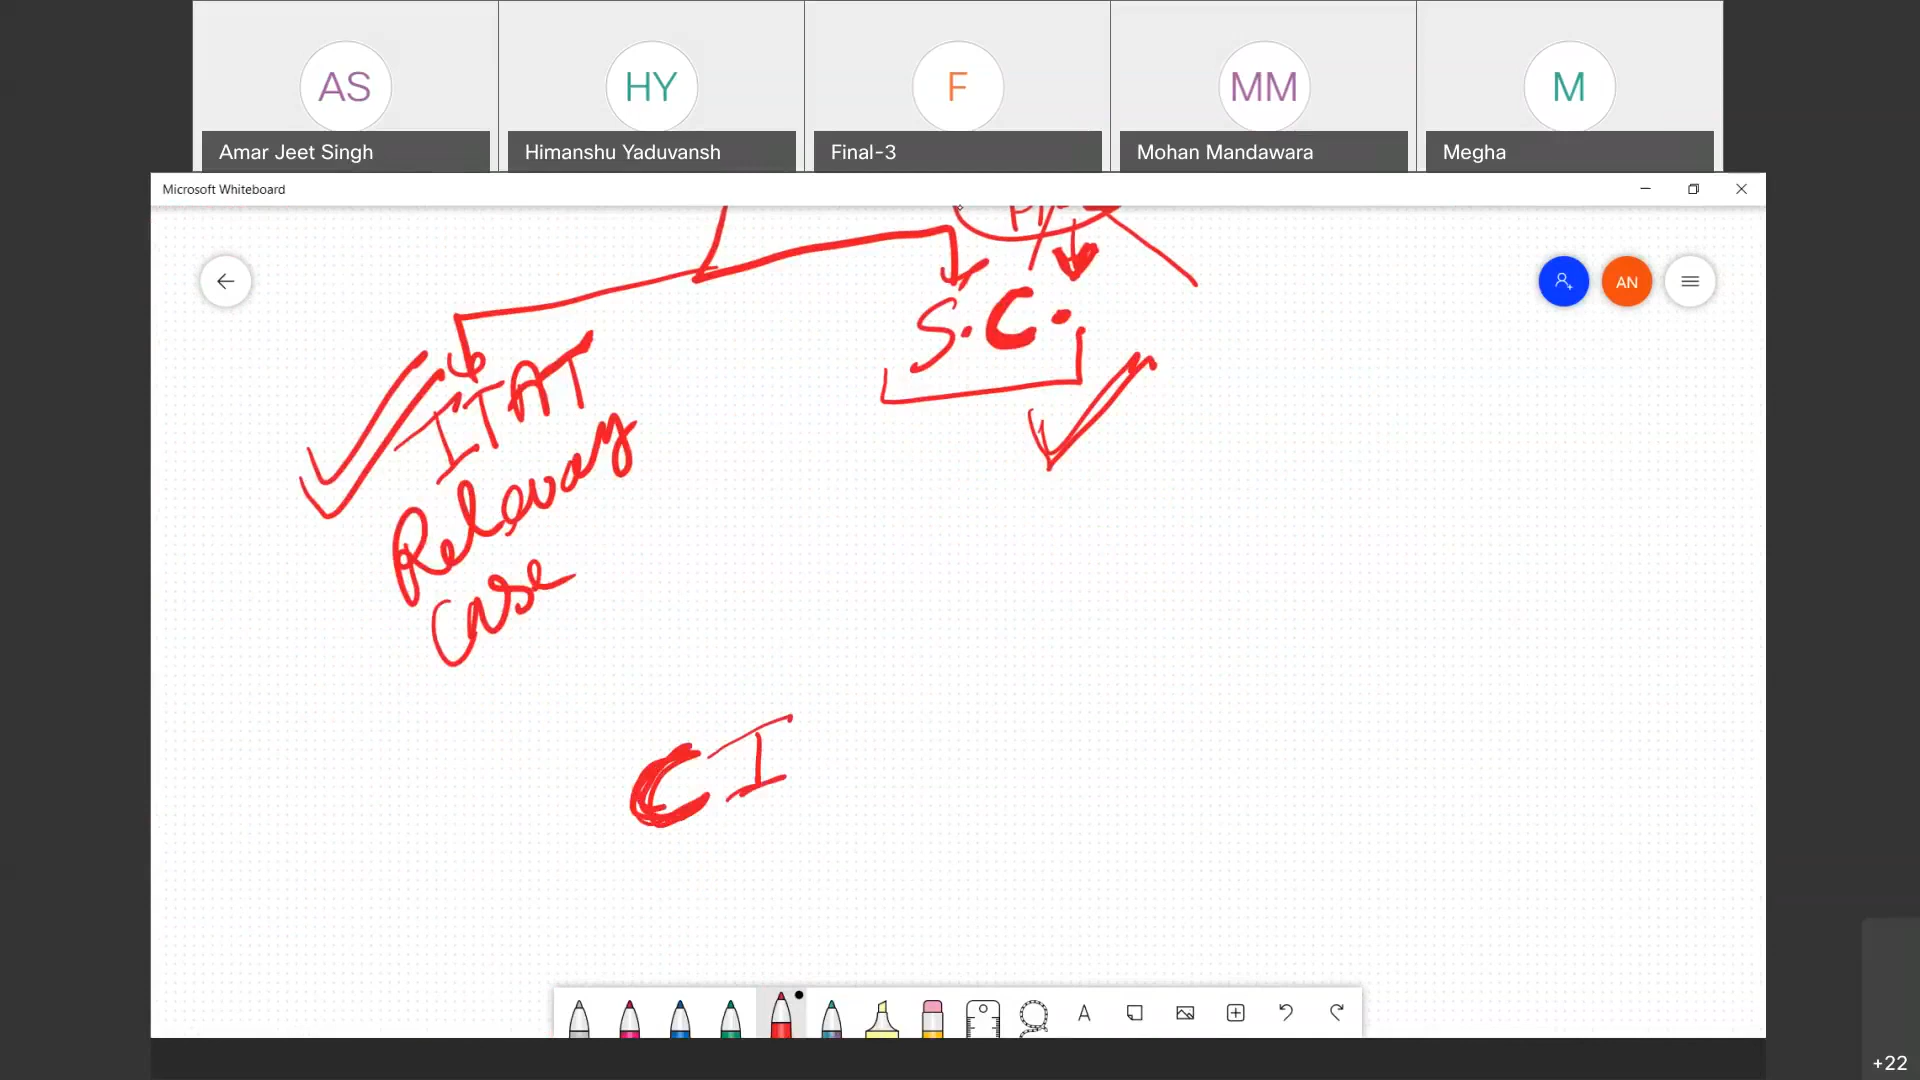 AS HY F MM M
Amar Jeet Singh Himanshu Yaduvansh Final-3 Mohan Mandawara Megha
Microsoft Whiteboard
AN
S.C.
ITAT
Relevay
Case
CI
A
+22